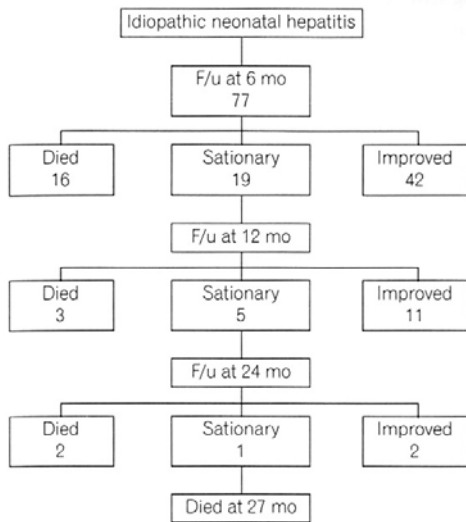 Idiopathic neonatal hepatitis
F/u at 6 mo
77
Died
16
Sationary
19
Improved
42
F/u at 12 mo
Died
3
Sationary
5
Improved
11
F/u at 24 mo
Died
2
Sationary
1
Improved
2
Died at 27 mo